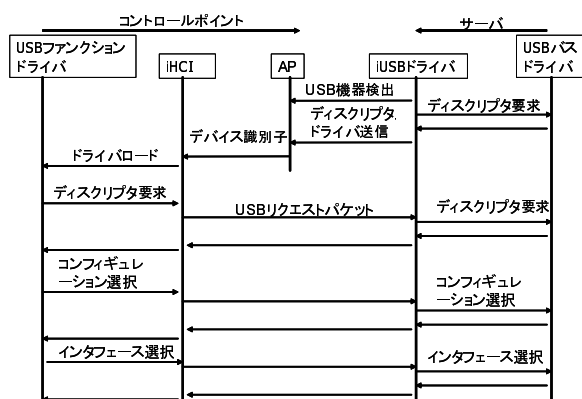 コントロールポイント
サーバ
USBファンクション
ドライバ
iHCI
AP
iUSBドライバ
USBバス
ドライバ
USB機器検出
ディスクリプタ要求
ディスクリプタ,
ドライバ送信
デバイス識別子
ドライバロード
ディスクリプタ要求
USBリクエストパケット
ディスクリプタ要求
コンフィギュレ
ーション選択
コンフィギュレ
ーション選択
インタフェース選択
インタフェース選択